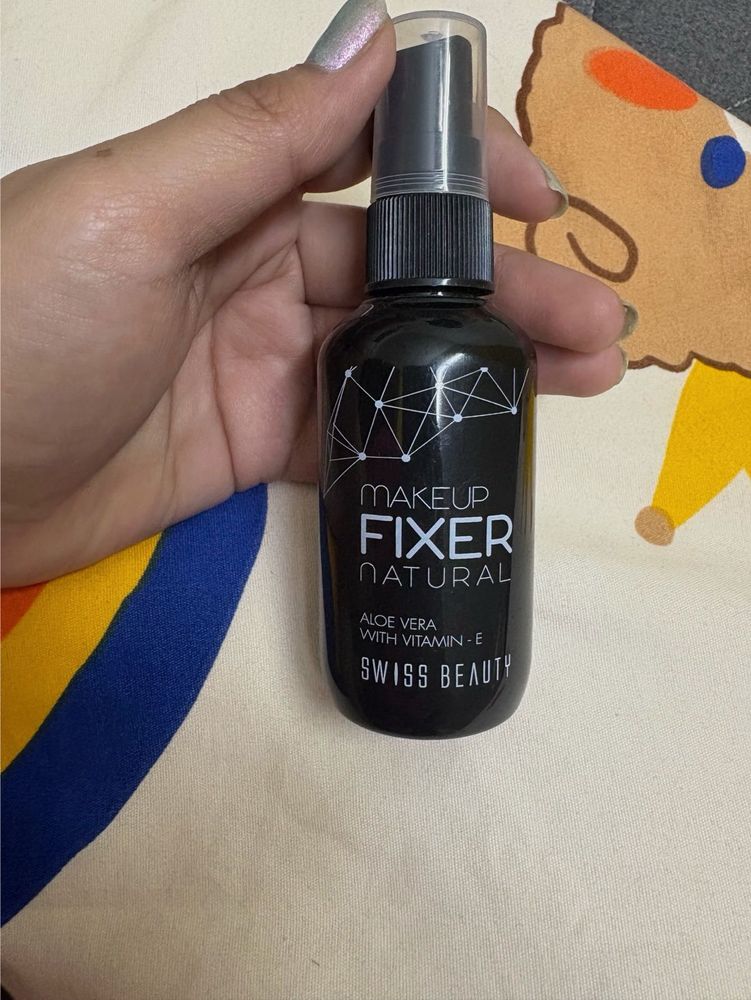 MAKEUP
FIXER
NATURAL
ALOE VERA
WITH VITAMIN - E
SWISS BEAUTY